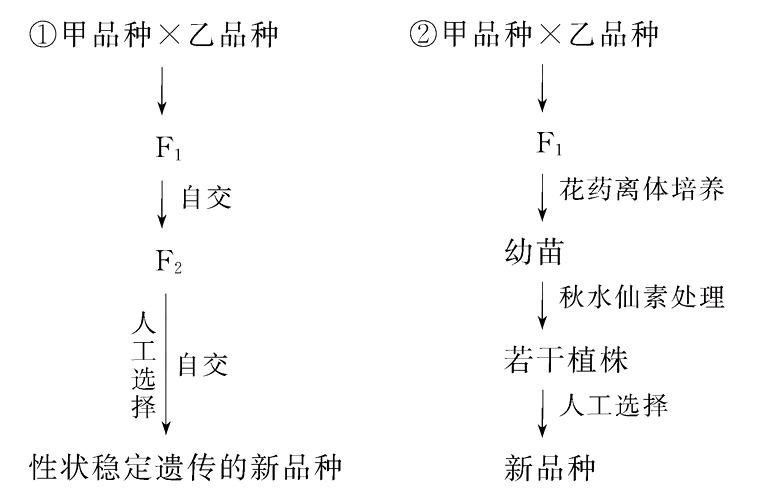 ①甲品种×乙品种
F₁
自交
F₂
人工选择
自交
性状稳定遗传的新品种
②甲品种×乙品种
F₁
花药离体培养
幼苗
秋水仙素处理
若干植株
人工选择
新品种